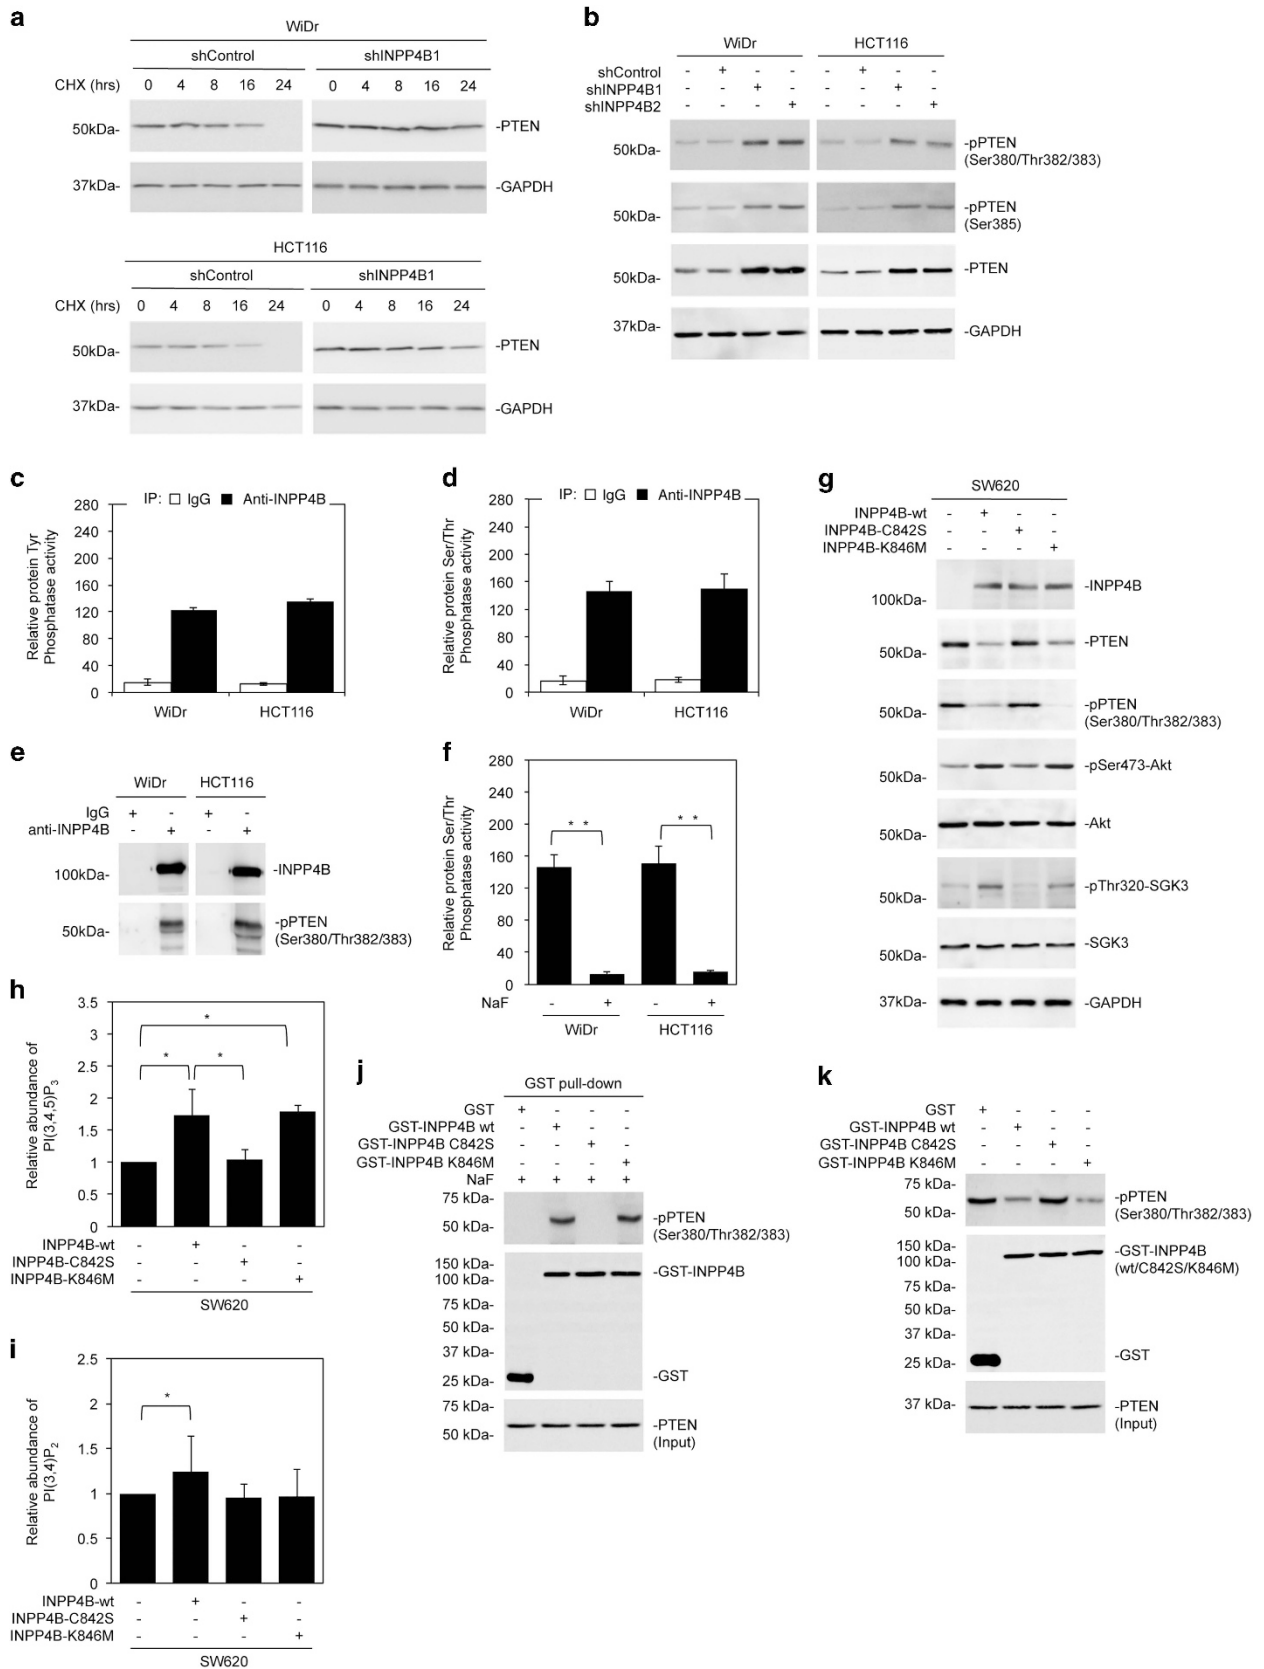 a
WiDr
shControl shINPP4B1
CHX (hrs) 0 4 8 16 24 0 4 8 16 24
50kDa- -PTEN
37kDa- -GAPDH
HCT116
shControl shINPP4B1
CHX (hrs) 0 4 8 16 24 0 4 8 16 24
50kDa- -PTEN
37kDa- -GAPDH
b
WiDr HCT116
shControl - + - - - + - -
shINPP4B1 - - + - - - + -
shINPP4B2 - - - + - - - +
50kDa- -pPTEN
(Ser380/Thr382/383)
50kDa- -pPTEN
(Ser385)
50kDa- -PTEN
37kDa- -GAPDH
c
IP: IgG Anti-INPP4B
Relative protein Tyr
Phosphatase activity
280
240
200
160
120
80
40
0
WiDr HCT116
d
IP: IgG Anti-INPP4B
Relative protein Ser/Thr
Phosphatase activity
280
240
200
160
120
80
40
0
WiDr HCT116
e
WiDr HCT116
IgG + - + -
anti-INPP4B - + - +
100kDa- -INPP4B
50kDa- -pPTEN
(Ser380/Thr382/383)
f
Relative protein Ser/Thr
Phosphatase activity
280
240
200
160
120
80
40
0
* * * *
NaF - + - +
WiDr HCT116
g
SW620
INPP4B-wt - + - -
INPP4B-C842S - - + -
INPP4B-K846M - - - +
100kDa- -INPP4B
50kDa- -PTEN
50kDa- -pPTEN
(Ser380/Thr382/383)
50kDa- -pSer473-Akt
50kDa- -Akt
50kDa- -pThr320-SGK3
50kDa- -SGK3
37kDa- -GAPDH
h
Relative abundance of
PI(3,4,5)P3
3.5
3
2.5
2
1.5
1
0.5
0
*
* *
INPP4B-wt - + - -
INPP4B-C842S - - + -
INPP4B-K846M - - - +
SW620
i
Relative abundance of
PI(3,4)P2
2.5
2
1.5
1
0.5
0
*
INPP4B-wt - + - -
INPP4B-C842S - - + -
INPP4B-K846M - - - +
SW620
j
GST pull-down
GST + - - -
GST-INPP4B wt - + - -
GST-INPP4B C842S - - + -
GST-INPP4B K846M - - - +
NaF + + + +
75 kDa-
50 kDa- -pPTEN
(Ser380/Thr382/383)
150 kDa-
100 kDa- -GST-INPP4B
75 kDa-
50 kDa-
37 kDa-
25 kDa- -GST
75 kDa-
50 kDa- -PTEN
(Input)
k
GST + - - -
GST-INPP4B wt - + - -
GST-INPP4B C842S - - + -
GST-INPP4B K846M - - - +
75 kDa-
50 kDa- -pPTEN
(Ser380/Thr382/383)
150 kDa-
100 kDa- -GST-INPP4B
(wt/C842S/K846M)
75 kDa-
50 kDa-
37 kDa-
25 kDa- -GST
37 kDa- -PTEN
(Input)